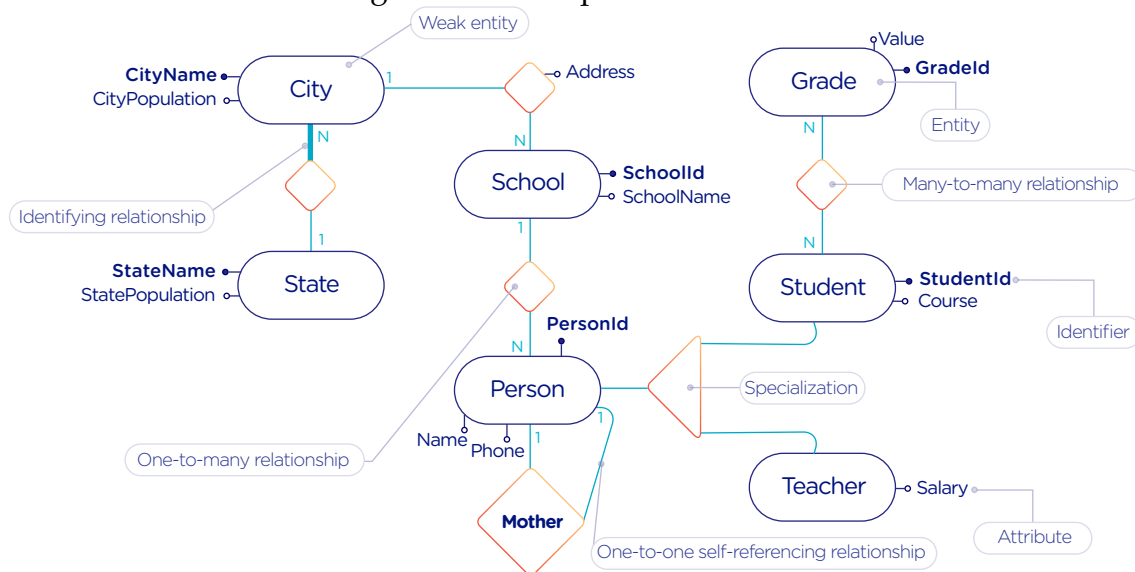 Weak entity
Value
CityName
City
1
Address
Grade
GradeId
CityPopulation
Entity
N
N
N
School
SchoolId
SchoolName
Many-to-many relationship
Identifying relationship
1
1
N
StateName
State
StatePopulation
Student
StudentId
Course
PersonId
Identifier
N
Person
Specialization
Name
Phone
1
1
One-to-many relationship
Teacher
Salary
Mother
Attribute
One-to-one self-referencing relationship